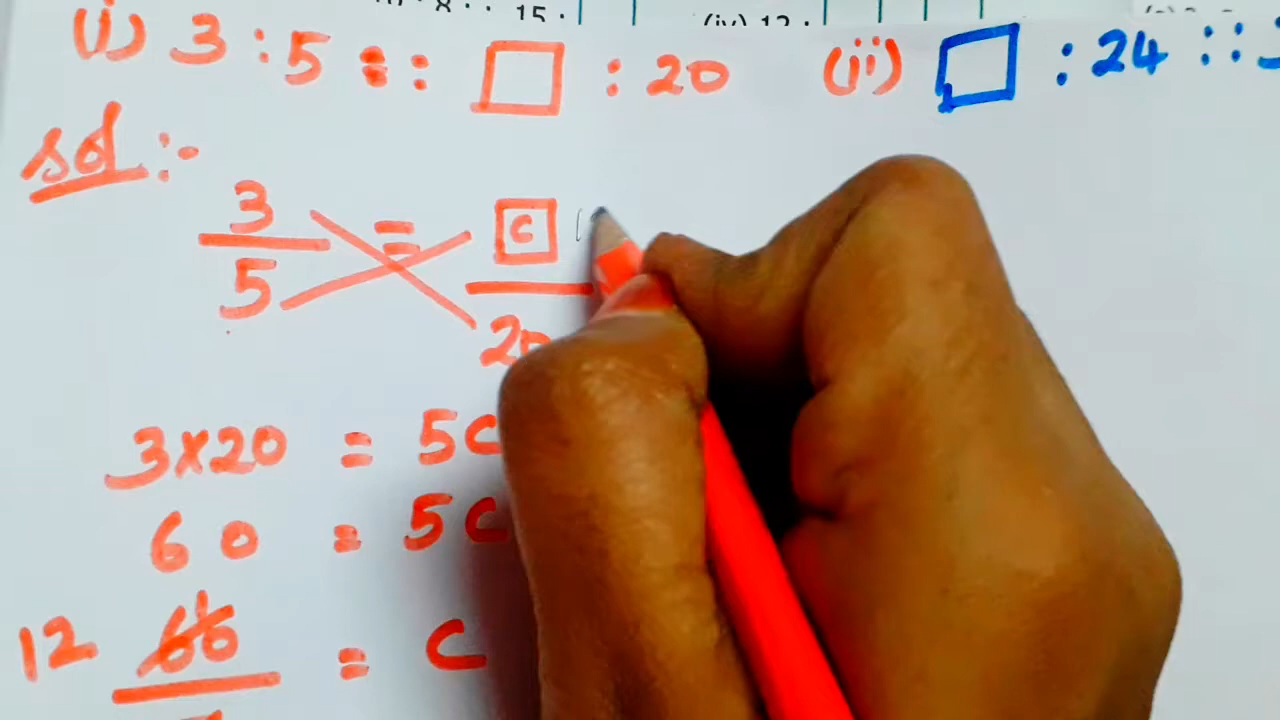 (i) 3 : 5 :: □ : 20 (ii) □ : 24 ::
sol :-
3/5 = c/20
3×20 = 5C
60 = 5C
12 60 = C